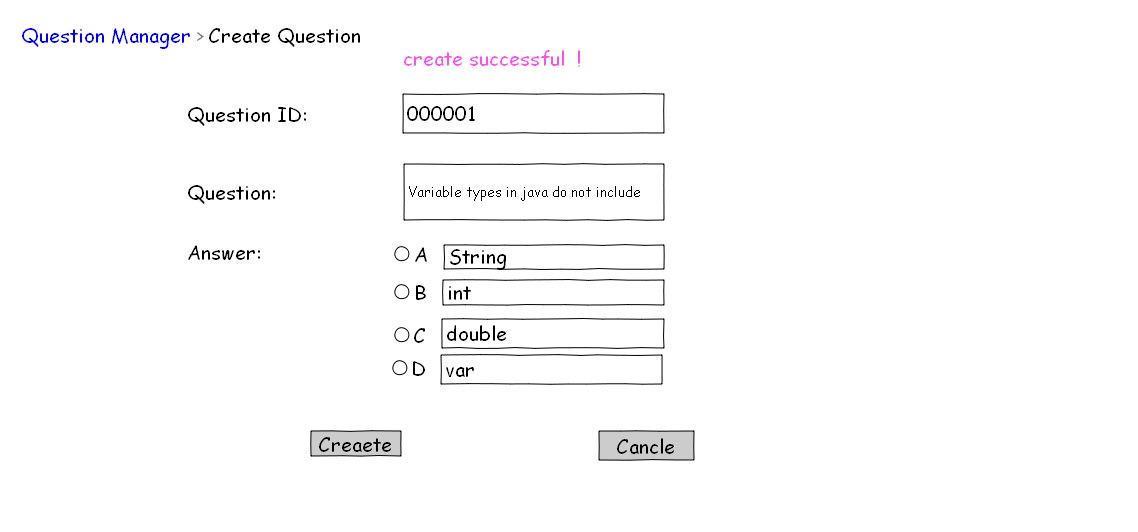 Question Manager > Create Question
create successful !
Question ID: 000001
Question: Variable types in java do not include
Answer: A String
B int
C double
D var
Creaete Cancle